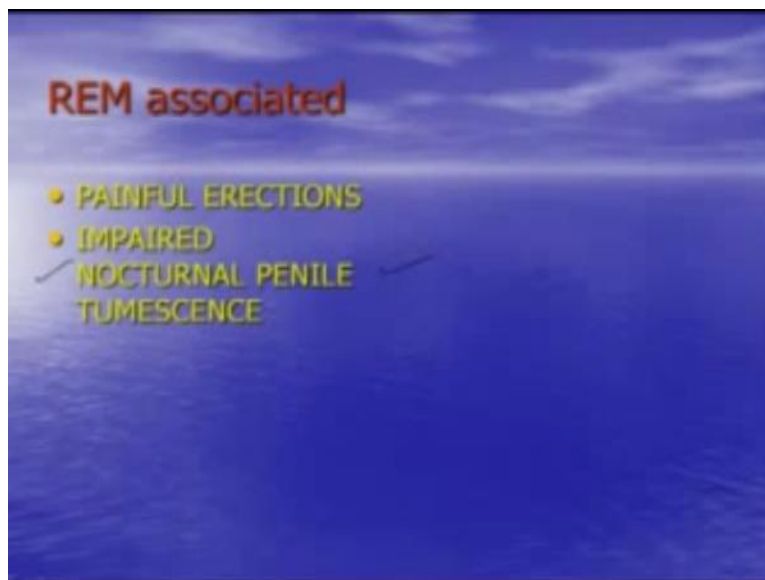 REM associated
• PAINFUL ERECTIONS
• IMPAIRED
NOCTURNAL PENILE
TUMESCENCE